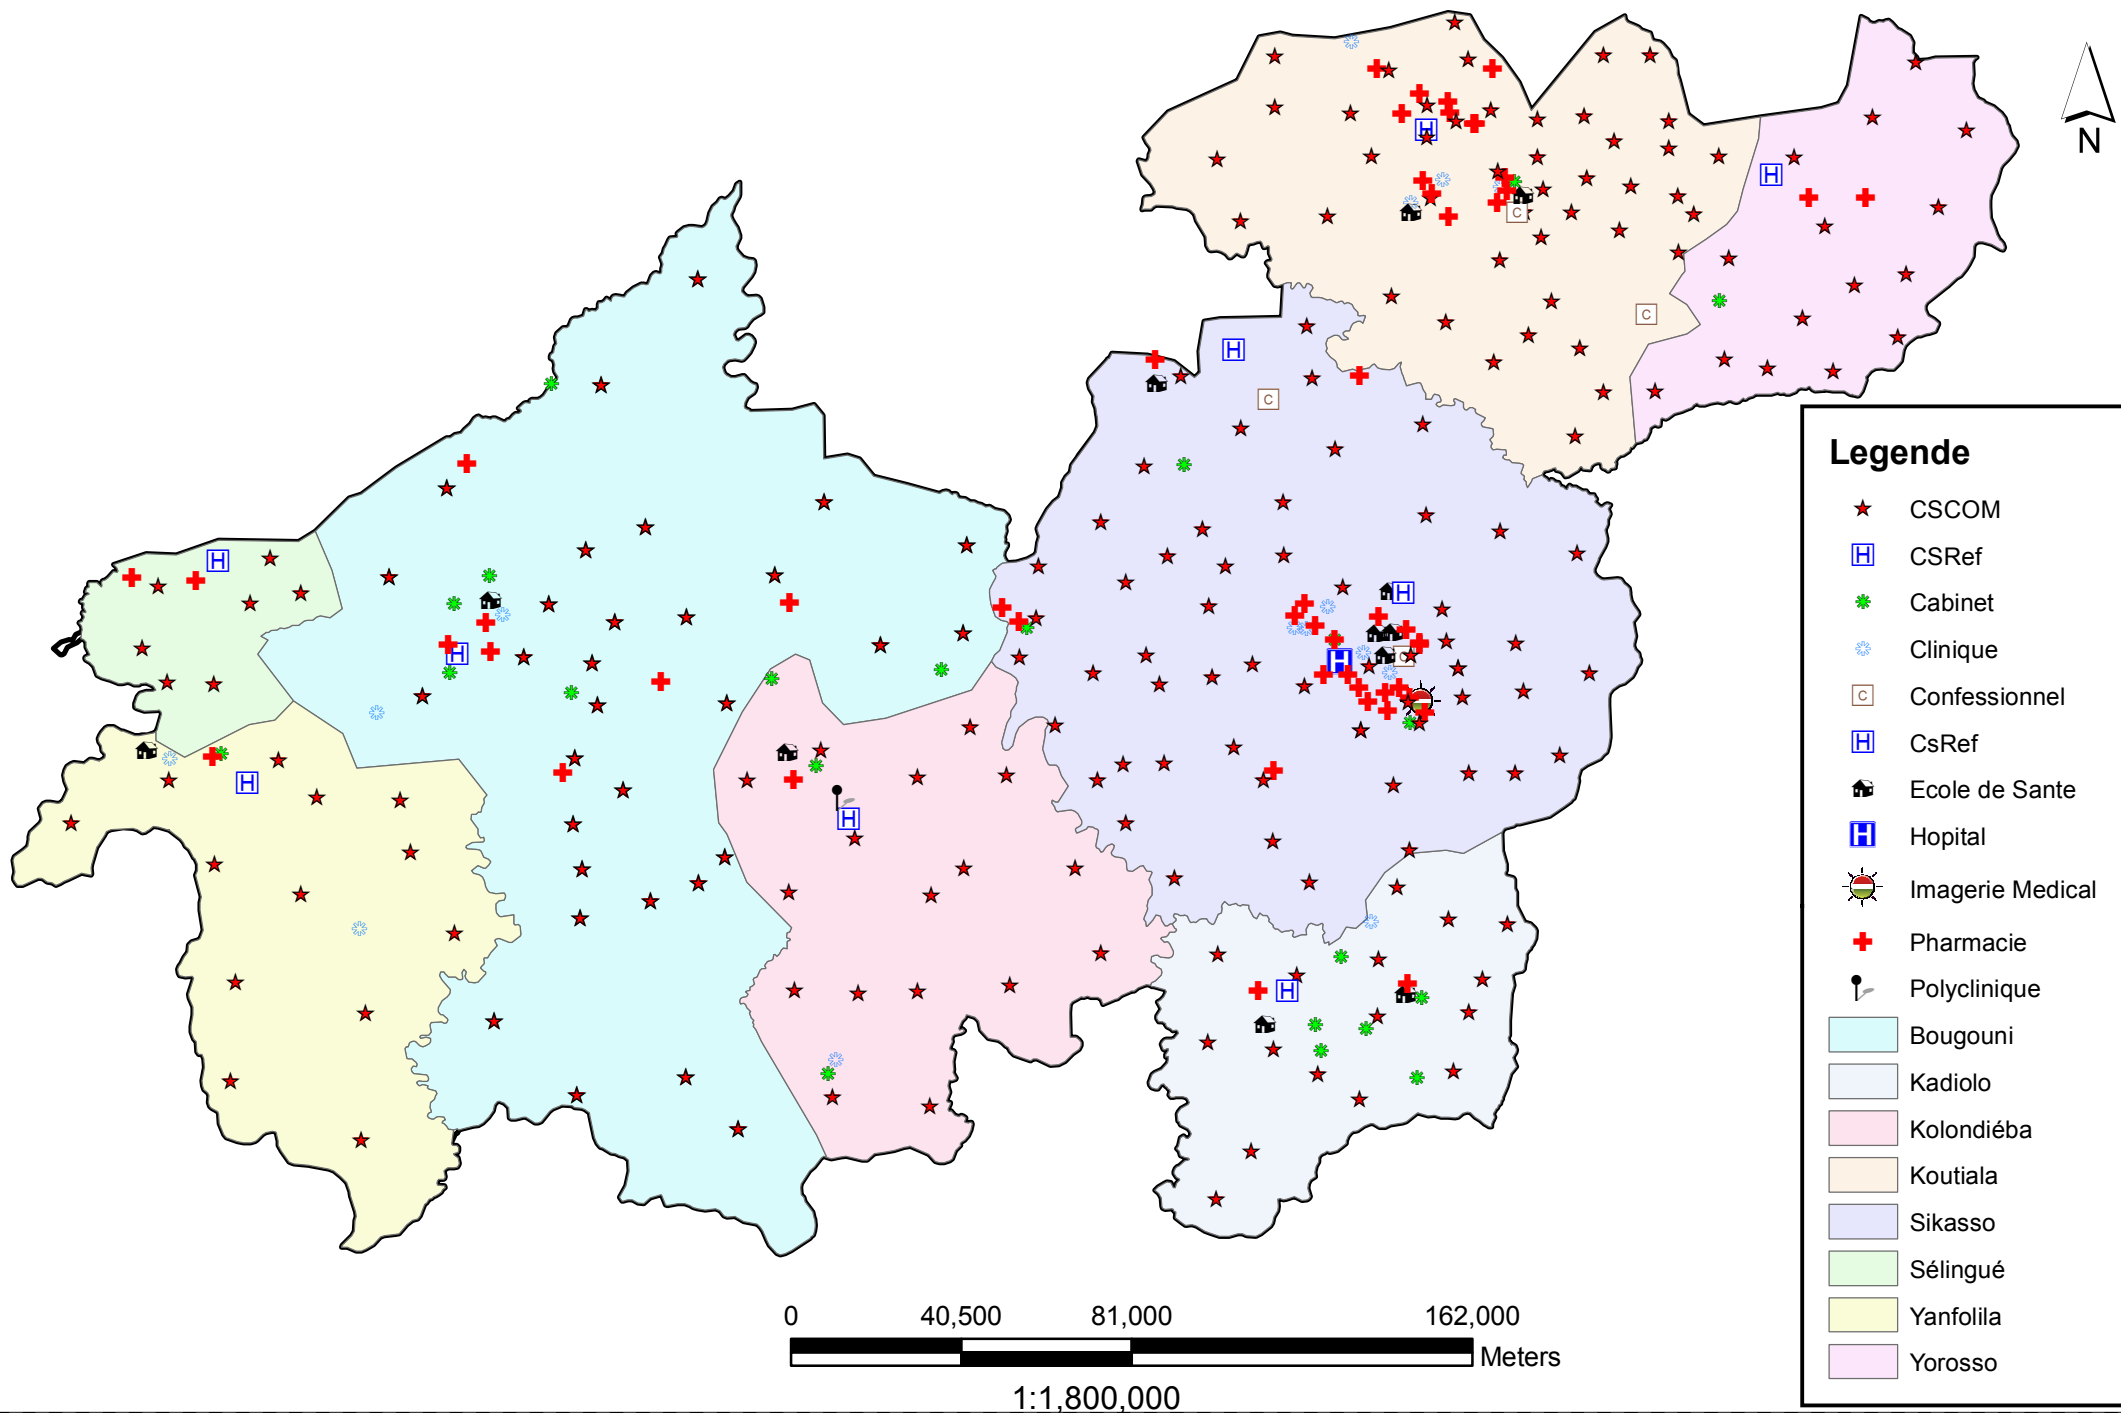 N
Legende
CSCOM
H CSRef
Cabinet
Clinique
C Confessionnel
H CsRef
Ecole de Sante
H Hopital
Imagerie Medical
Pharmacie
Polyclinique
Bougouni
Kadiolo
Kolondiéba
Koutiala
Sikasso
Sélingué
Yanfolila
Yorosso
0 40,500 81,000 162,000
Meters
1:1,800,000